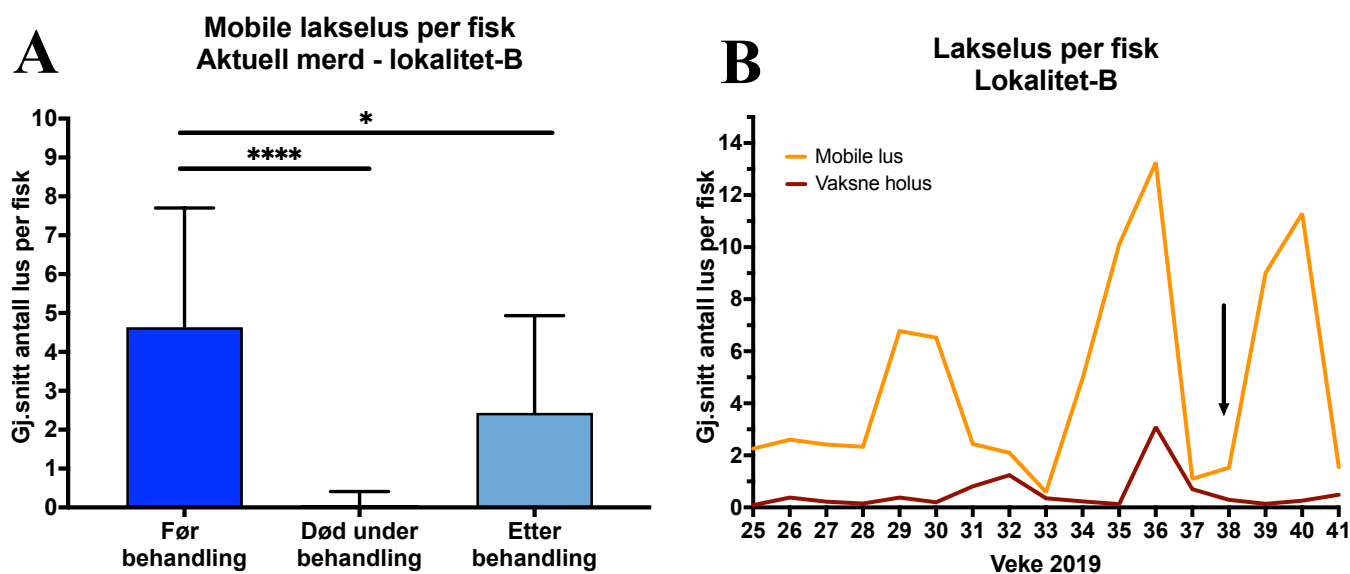 A
Mobile lakselus per fisk
Aktuell merd - lokalitet-B
Gj.snitt antall lus per fisk
10
9
8
7
6
5
4
3
2
1
0
*
****
Før
behandling
Død under
behandling
Etter
behandling
B
Lakselus per fisk
Lokalitet-B
Gj.snitt antall lus per fisk
14
12
10
8
6
4
2
0
Mobile lus
Vaksne holus
25 26 27 28 29 30 31 32 33 34 35 36 37 38 39 40 41
Veke 2019